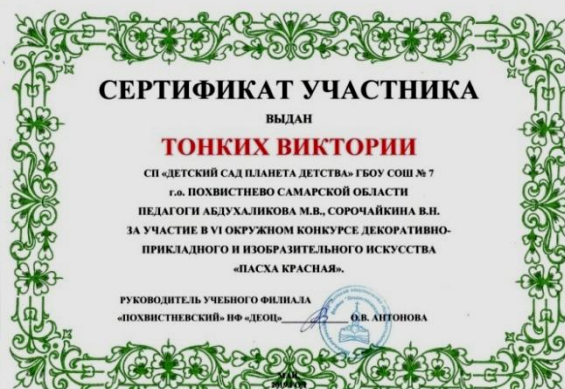 СЕРТИФИКАТ УЧАСТНИКА
ВЫДАН
ТОНКИХ ВИКТОРИИ
СП «ДЕТСКИЙ САД ПЛАНЕТА ДЕТСТВА» ГБОУ СОШ № 7
г.о. ПОХВИСТНЕВО САМАРСКОЙ ОБЛАСТИ
ПЕДАГОГИ АБДУХАЛИКОВА М.В., СОРОЧАЙКИНА В.Н.
ЗА УЧАСТИЕ В VI ОКРУЖНОМ КОНКУРСЕ ДЕКОРАТИВНО-
ПРИКЛАДНОГО И ИЗОБРАЗИТЕЛЬНОГО ИСКУССТВА
«ПАСХА КРАСНАЯ».
РУКОВОДИТЕЛЬ УЧЕБНОГО ФИЛИАЛА
«ПОХВИСТНЕВСКИЙ» НФ «ДЕОЦ» О.В. АНТОНОВА
МАЙ